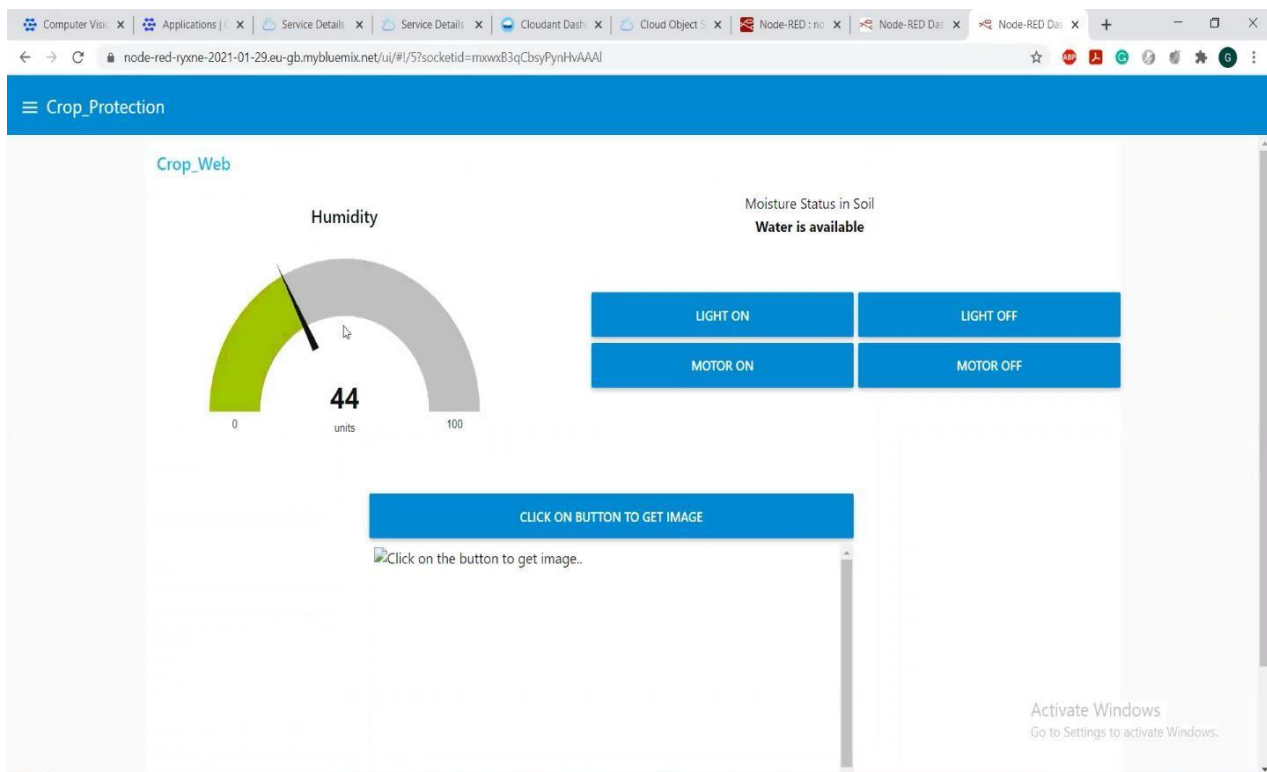 Computer Visic
Applications | C
Service Details
Service Details
Cloudant Dash
Cloud Object S
Node-RED : no
Node-RED Das
Node-RED Das
node-red-ryxne-2021-01-29.eu-gb.mybluemix.net/ui/#!/5?socketid=mxwxB3qCbsyPynHvAAAl
ABP
G
Crop_Protection
Crop_Web
Humidity
Moisture Status in Soil
Water is available
LIGHT ON
LIGHT OFF
MOTOR ON
MOTOR OFF
44
0
units
100
CLICK ON BUTTON TO GET IMAGE
Click on the button to get image..
Activate Windows
Go to Settings to activate Windows.